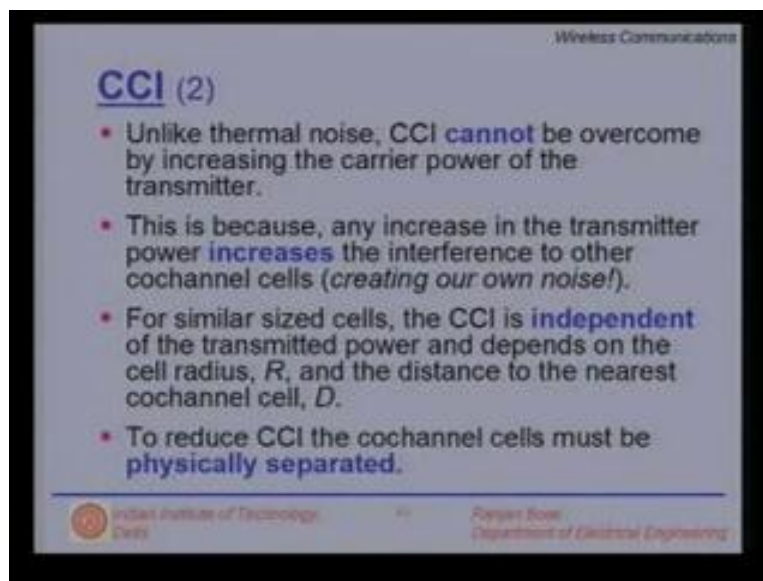 Wireless Communications
CCI (2)
• Unlike thermal noise, CCI cannot be overcome
by increasing the carrier power of the
transmitter.
• This is because, any increase in the transmitter
power increases the interference to other
cochannel cells (creating our own noise!).
• For similar sized cells, the CCI is independent
of the transmitted power and depends on the
cell radius, R, and the distance to the nearest
cochannel cell, D.
• To reduce CCI the cochannel cells must be
physically separated.
Indian Institute of Technology,
Delhi
Ranjan Bose
Department of Electrical Engineering